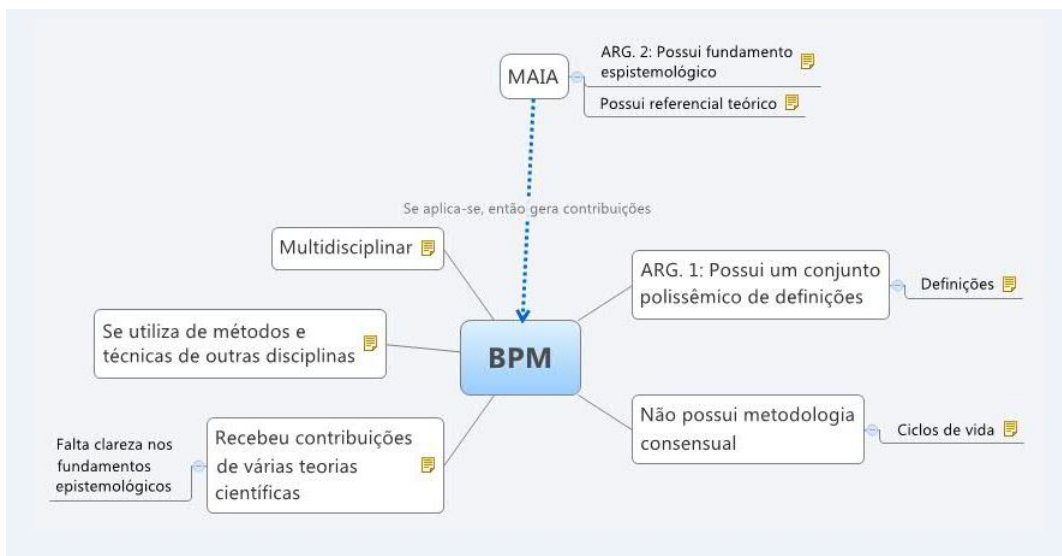 MAIA
ARG. 2: Possui fundamento
espistemológico
Possui referencial teórico
Se aplica-se, então gera contribuições
Multidisciplinar
Se utiliza de métodos e
técnicas de outras disciplinas
Recebeu contribuições
de várias teorias
científicas
Falta clareza nos
fundamentos
epistemológicos
BPM
ARG. 1: Possui um conjunto
polissêmico de definições
Definições
Não possui metodologia
consensual
Ciclos de vida